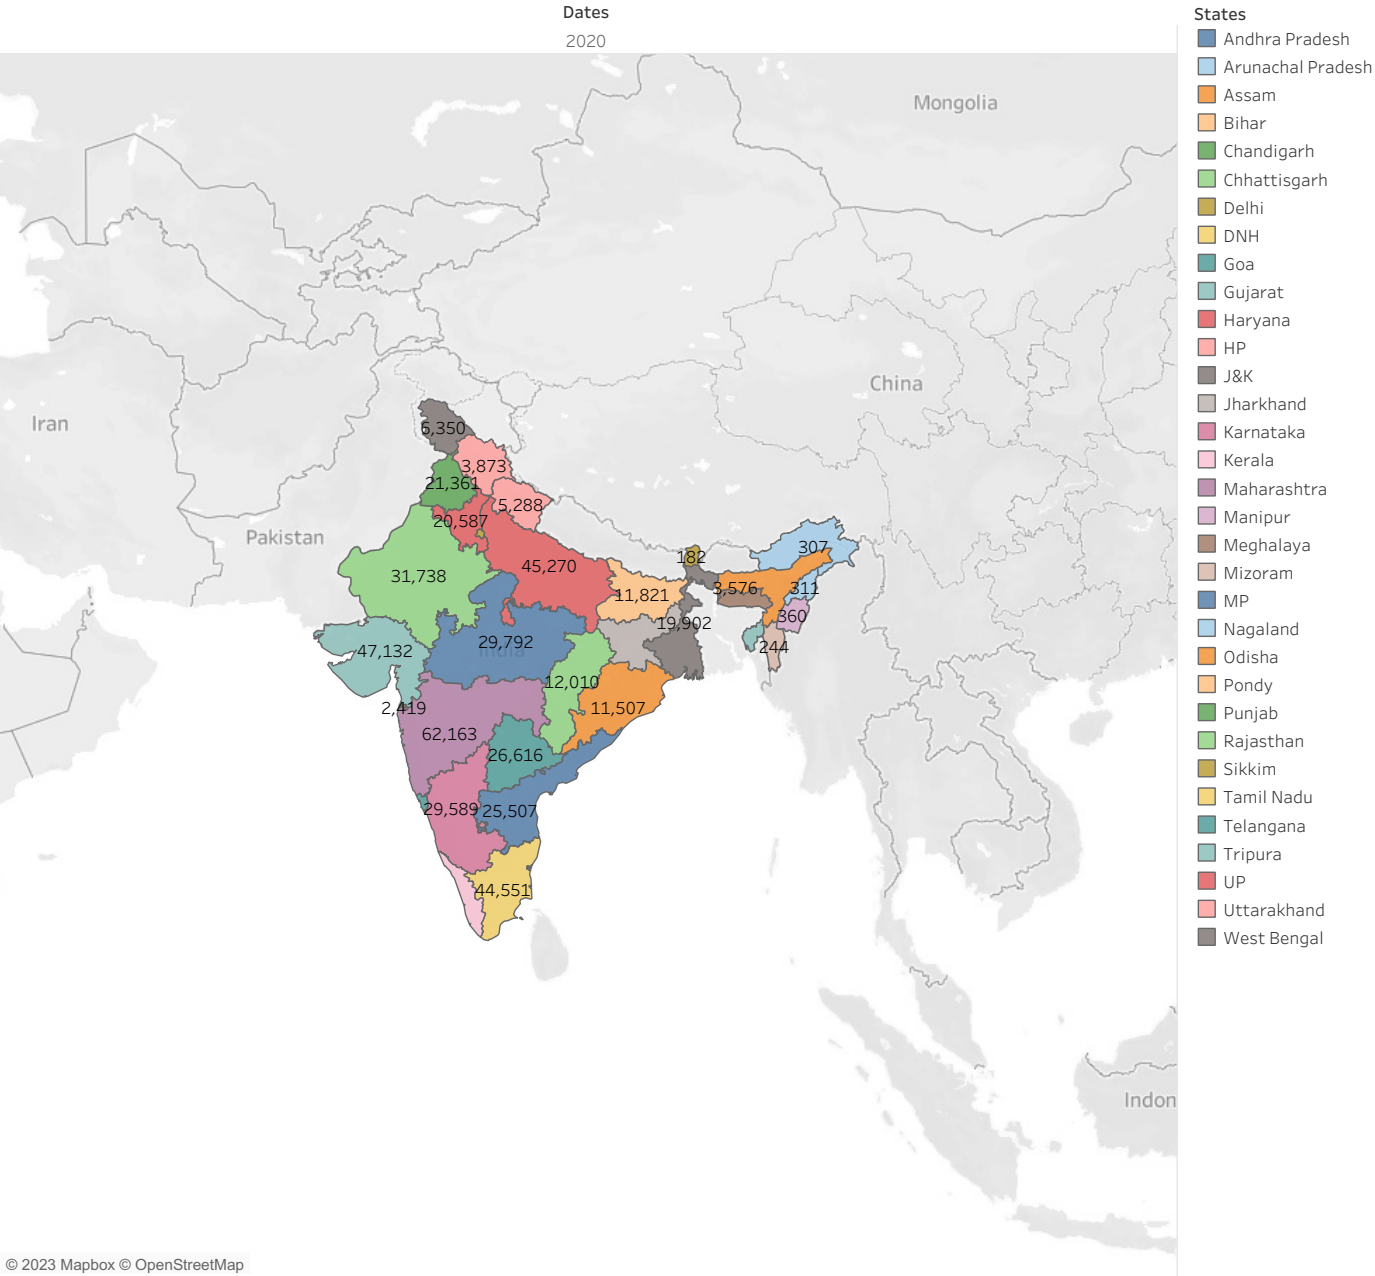 Dates
2020
States
Andhra Pradesh
Arunachal Pradesh
Assam
Bihar
Chandigarh
Chhattisgarh
Delhi
DNH
Goa
Gujarat
Haryana
HP
J&K
Jharkhand
Karnataka
Kerala
Maharashtra
Manipur
Meghalaya
Mizoram
MP
Nagaland
Odisha
Pondy
Punjab
Rajasthan
Sikkim
Tamil Nadu
Telangana
Tripura
UP
Uttarakhand
West Bengal
Mongolia
China
Iran
6,350
3,873
21,361
5,288
20,587
Pakistan
307
182
45,270
31,738
3,576
311
11,821
360
19,902
29,792
India
244
47,132
12,010
2,419
11,507
62,163
26,616
29,589
25,507
44,551
Indon
© 2023 Mapbox © OpenStreetMap